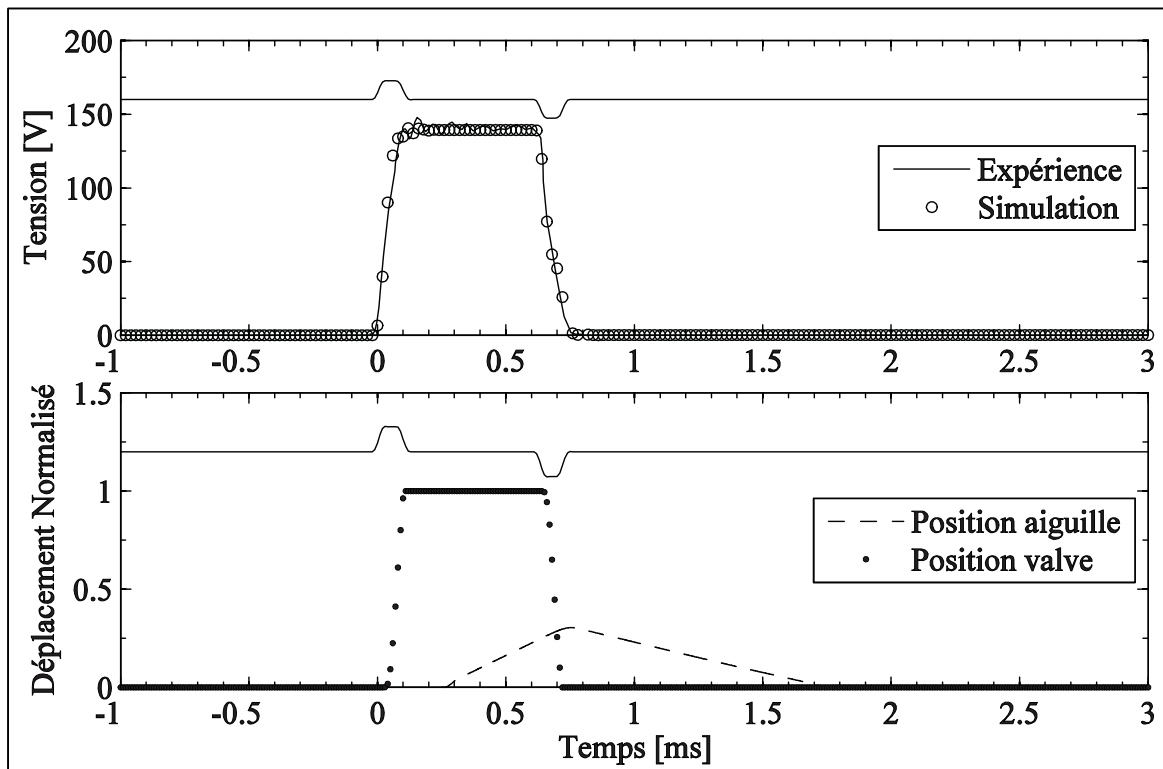 200
150
100
50
0
Tension [V]
Expérience
Simulation
-1 -0.5 0 0.5 1 1.5 2 2.5 3
1.5
1
0.5
0
Déplacement Normalisé
Position aiguille
Position valve
-1 -0.5 0 0.5 1 1.5 2 2.5 3
Temps [ms]